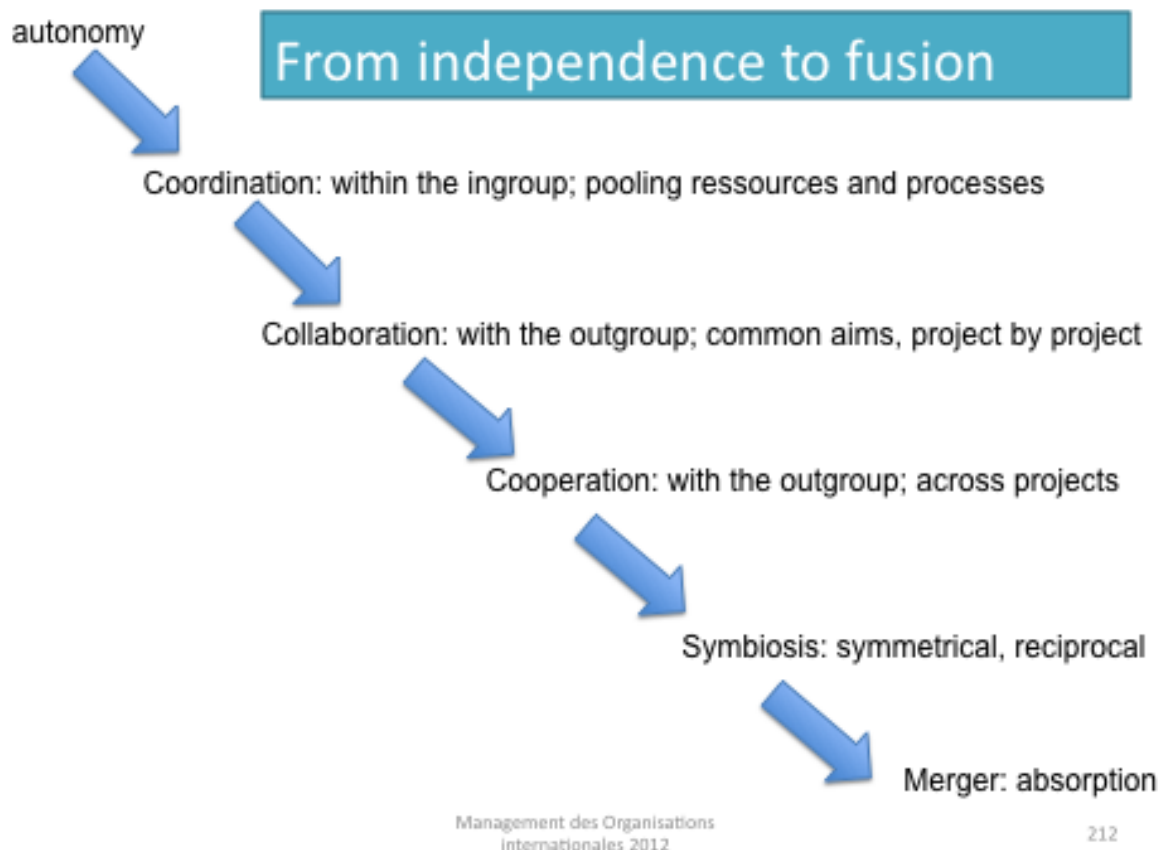 autonomy
From independence to fusion
Coordination: within the ingroup; pooling ressources and processes
Collaboration: with the outgroup; common aims, project by project
Cooperation: with the outgroup; across projects
Symbiosis: symmetrical, reciprocal
Merger: absorption
Management des Organisations
internationales 2012
212